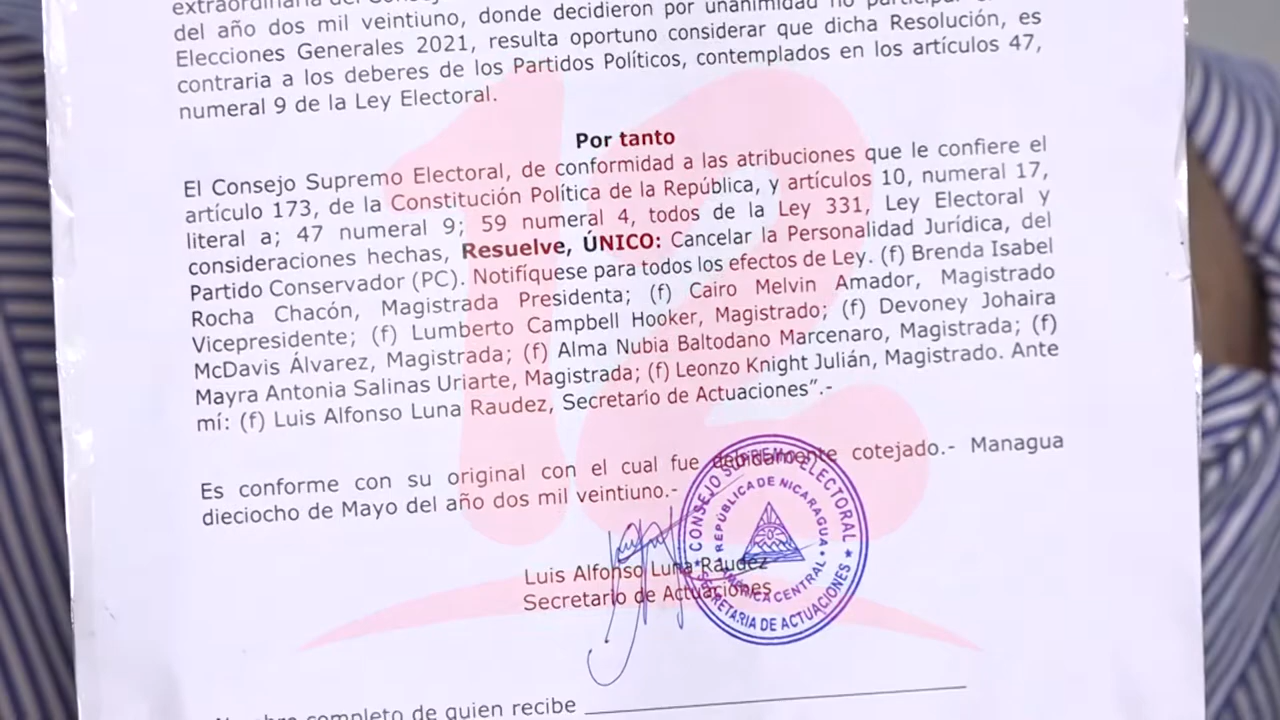 extraordinaria del
del año dos mil veintiuno, donde decidieron por unanimidad no participar
Elecciones Generales 2021, resulta oportuno considerar que dicha Resolución, es
contraria a los deberes de los Partidos Políticos, contemplados en los artículos 47,
numeral 9 de la Ley Electoral.
Por tanto
El Consejo Supremo Electoral, de conformidad a las atribuciones que le confiere el
artículo 173, de la Constitución Política de la República, y artículos 10, numeral 17,
literal a; 47 numeral 9; 59 numeral 4, todos de la Ley 331, Ley Electoral y
consideraciones hechas, Resuelve, ÚNICO: Cancelar la Personalidad Jurídica, del
Partido Conservador (PC). Notifíquese para todos los efectos de Ley. (f) Brenda Isabel
Rocha Chacón, Magistrada Presidenta; (f) Cairo Melvin Amador, Magistrado
Vicepresidente; (f) Lumberto Campbell Hooker, Magistrado; (f) Devoney Johaira
McDavis Álvarez, Magistrada; (f) Alma Nubia Baltodano Marcenaro, Magistrada; (f)
Mayra Antonia Salinas Uriarte, Magistrada; (f) Leonzo Knight Julián, Magistrado. Ante
mí: (f) Luis Alfonso Luna Raudez, Secretario de Actuaciones”.-
Es conforme con su original con el cual fue debidamente cotejado.- Managua
dieciocho de Mayo del año dos mil veintiuno.-
Luis Alfonso Luna Raudez
Secretario de Actuaciones
CONSEJO SUPREMO ELECTORAL
REPÚBLICA DE NICARAGUA
AMÉRICA CENTRAL
SECRETARIA DE ACTUACIONES
12
Nombre completo de quien recibe